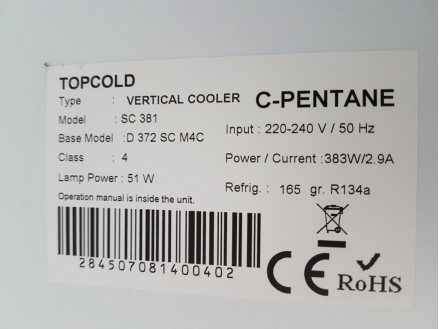 TOPCOLD
Type : VERTICAL COOLER
C-PENTANE
Model : SC 381
Input : 220-240 V / 50 Hz
Base Model :D 372 SC M4C
Class : 4
Power / Current :383W/2.9A
Lamp Power : 51 W
Refrig. : 165 gr. R134a
Operation manual is inside the unit.
284507081400402
CE
RoHS